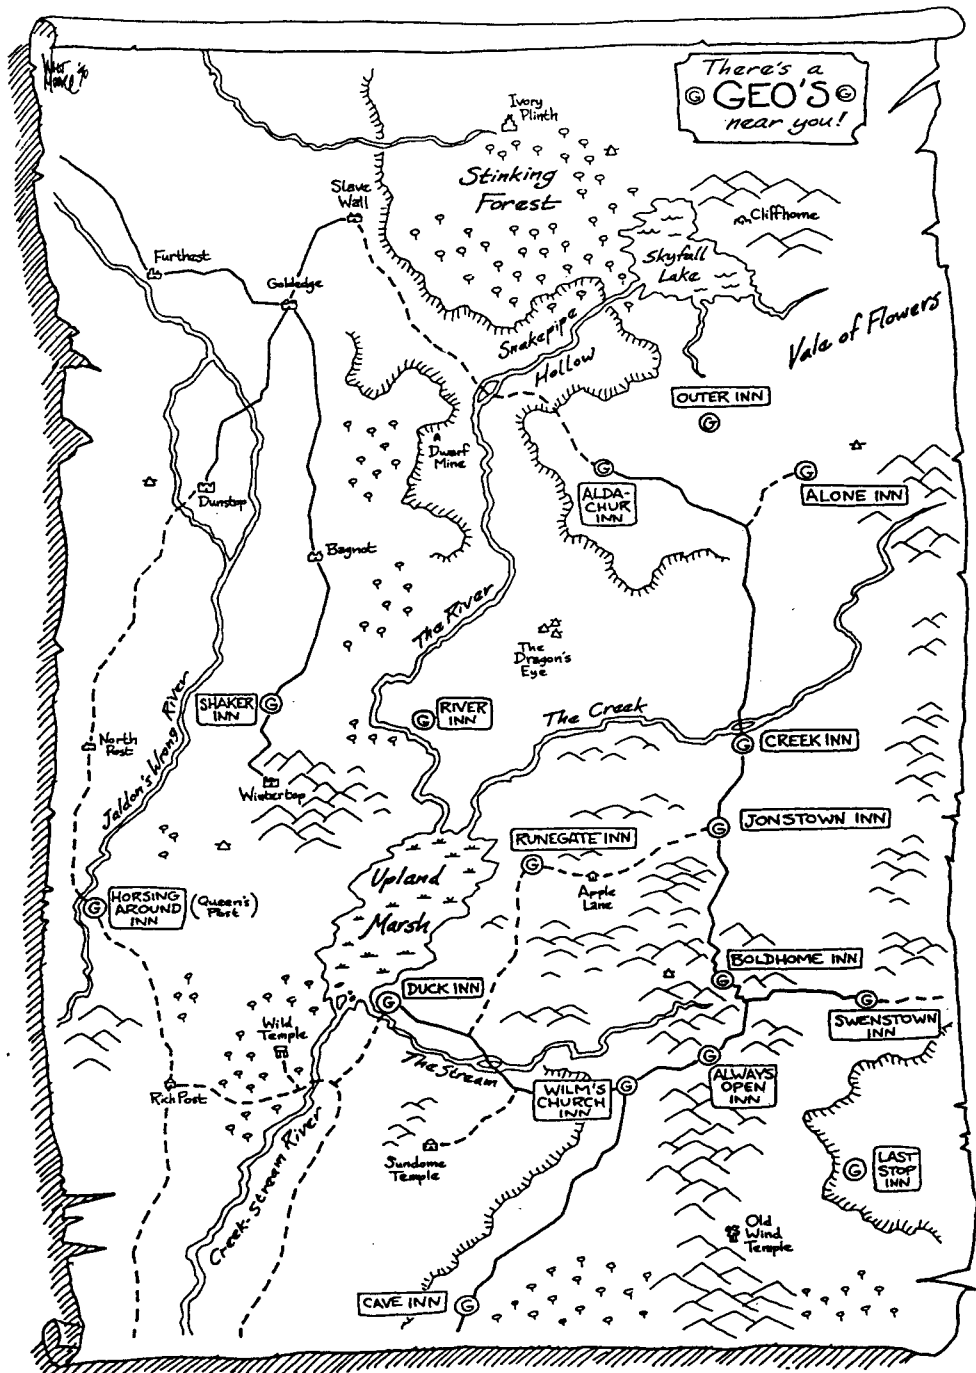 There's a
G GEO'S G
near you!
Ivory
Plinth
Stinking
Forest
Slave
Wall
Cliffhome
Skyfall
Lake
Furthest
Goldedge
Vale of Flowers
Snakepipe
Hollow
OUTER INN
G
Dwarf
Mine
G
ALDA-
CHUR
INN
G
ALONE INN
Dunstop
Bagnot
The River
The
Dragon's
Eye
SHAKER
INN
G
G
RIVER
INN
The Creek
G
CREEK INN
North
Post
Jaldon's Wrong River
Wintertop
RUNEGATE INN
G
G
JONSTOWN INN
Apple
Lane
Upland
Marsh
G
HORSING
AROUND
INN
(Queen's
Post)
BOLDHOME INN
G
DUCK INN
G
G
SWENSTOWN
INN
Wild
Temple
The Stream
G
ALWAYS
OPEN
INN
WILM'S
CHURCH
INN
G
Rich Post
Sundome
Temple
Creek-Stream River
G
LAST
STOP
INN
Old
Wind
Temple
CAVE INN
G